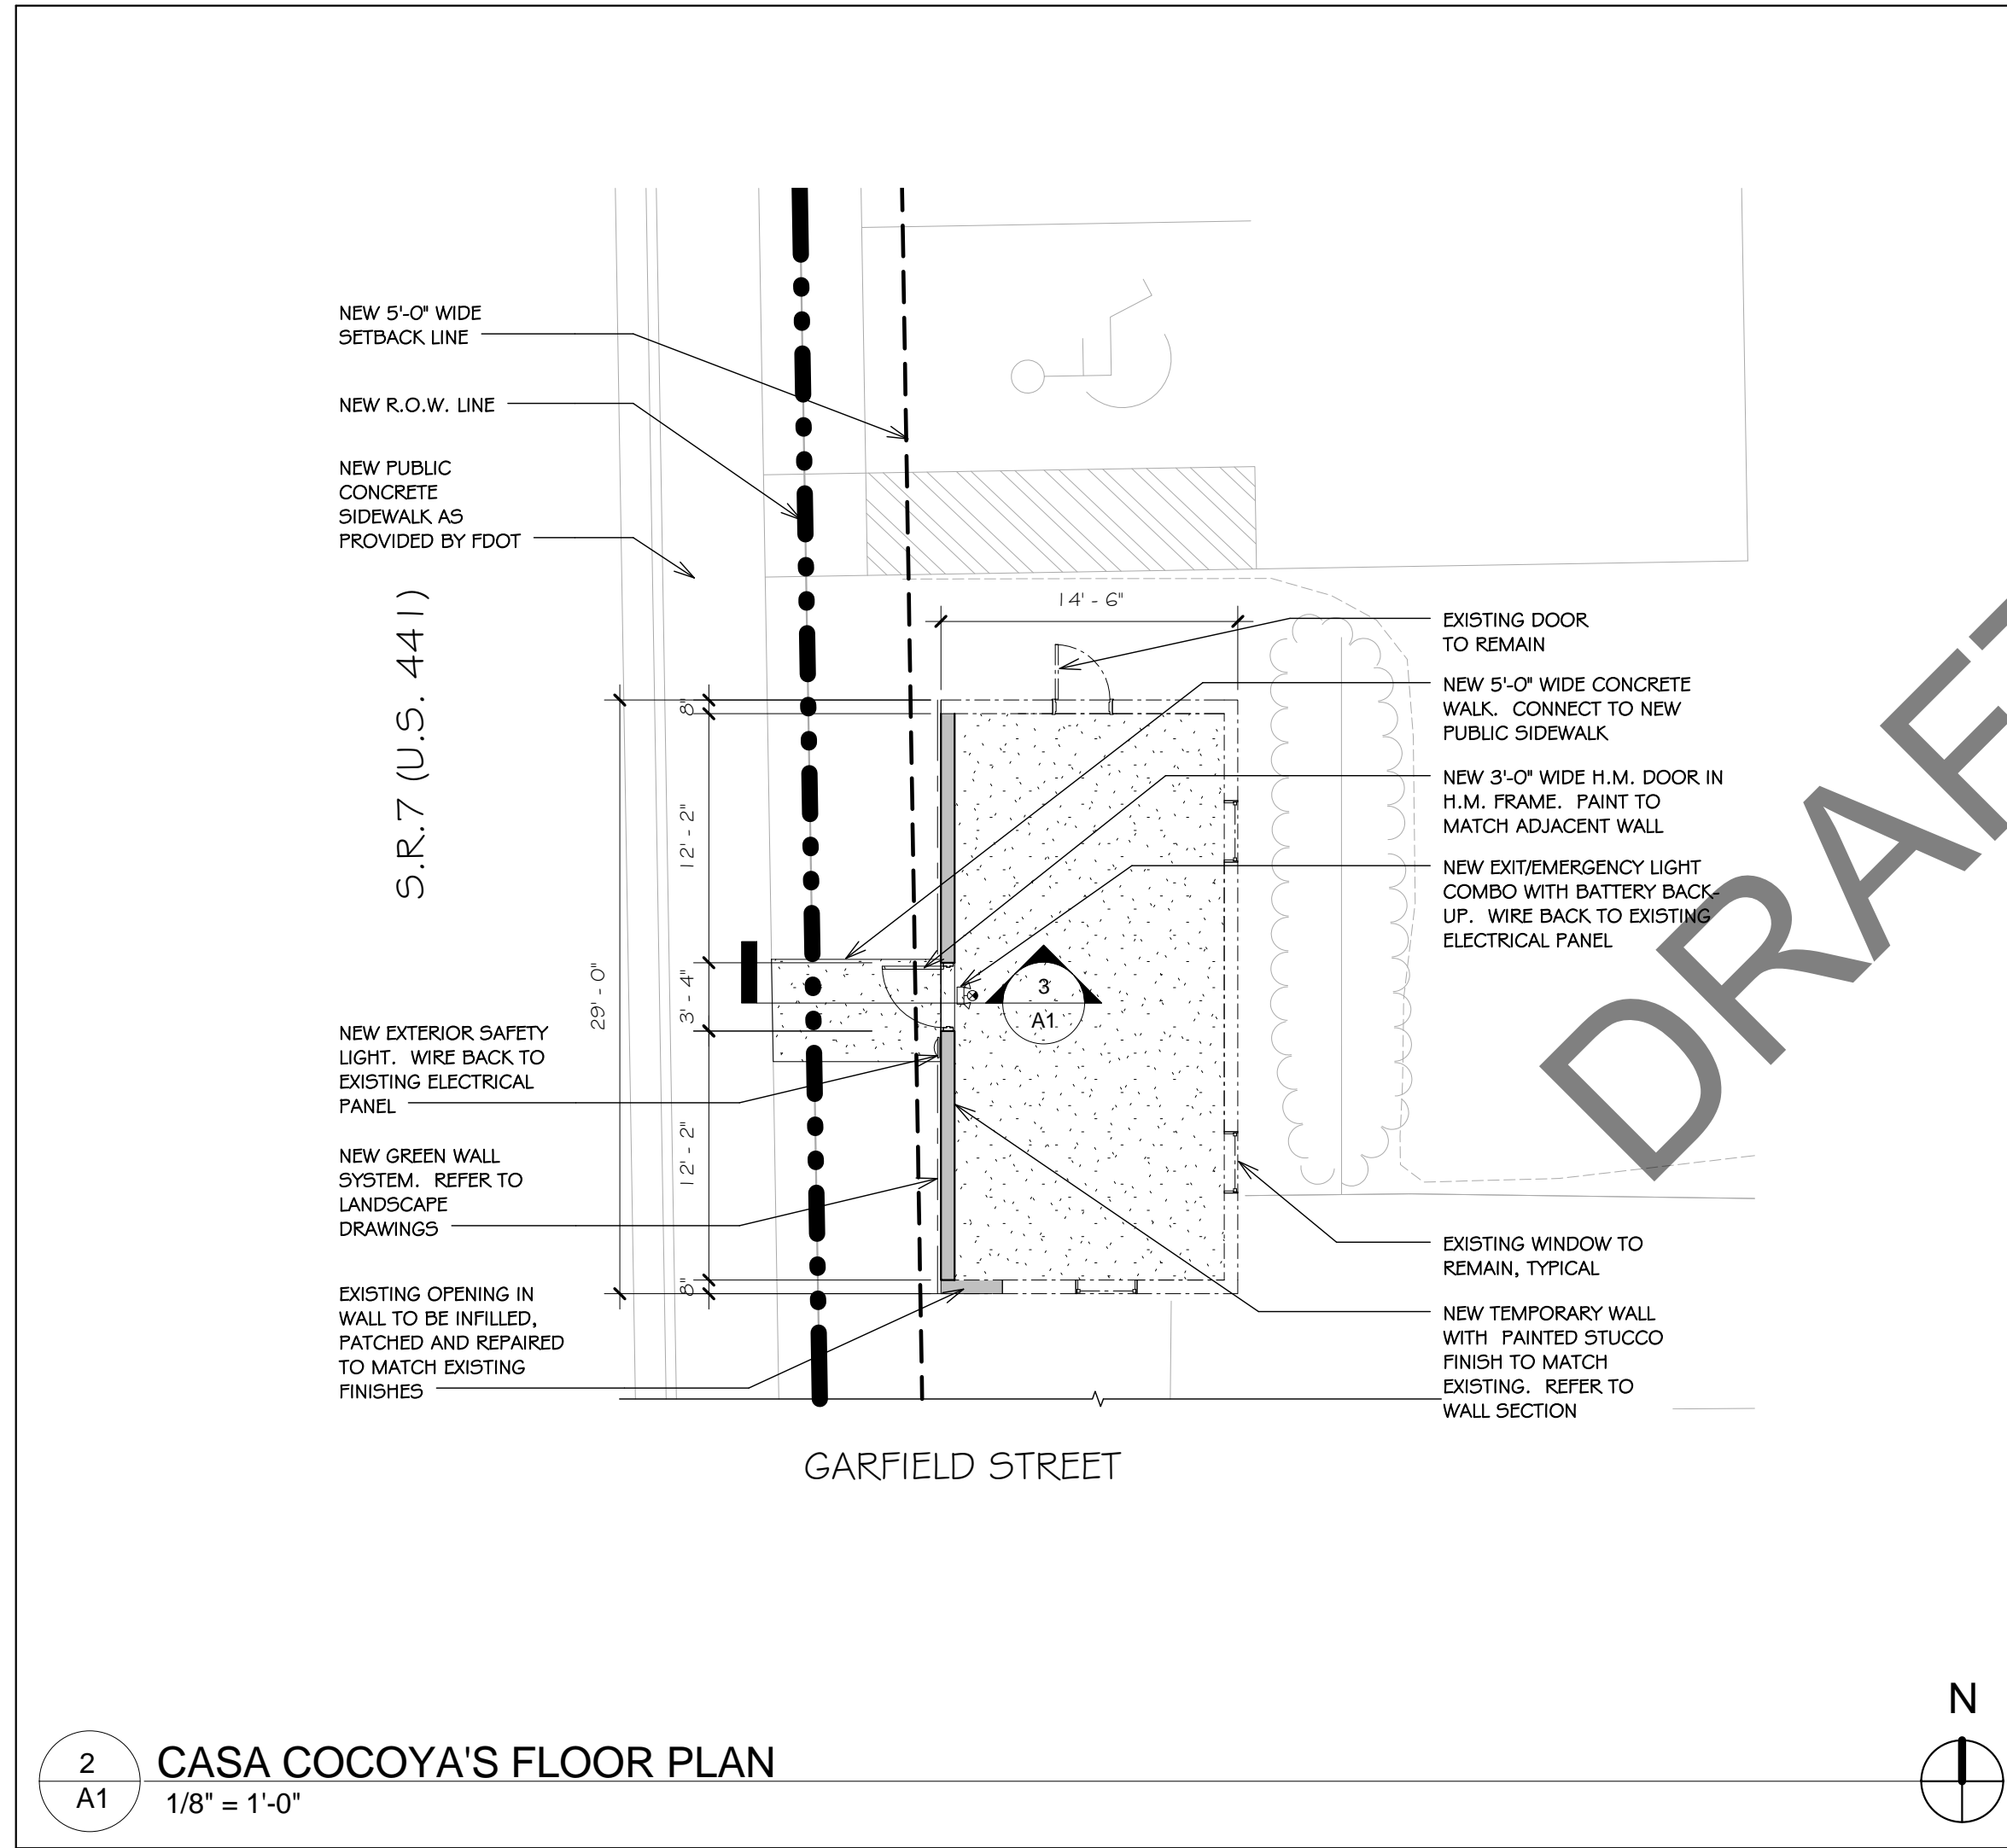 NEW 5'-0" WIDE
SETBACK LINE
NEW R.O.W. LINE
NEW PUBLIC
CONCRETE
SIDEWALK AS
PROVIDED BY FDOT
S.R.7 (U.S. 441)
NEW EXTERIOR SAFETY
LIGHT. WIRE BACK TO
EXISTING ELECTRICAL
PANEL
NEW GREEN WALL
SYSTEM. REFER TO
LANDSCAPE
DRAWINGS
EXISTING OPENING IN
WALL TO BE INFILLED,
PATCHED AND REPAIRED
TO MATCH EXISTING
FINISHES
29' - 0"
8"
12' - 2"
3' - 4"
12' - 2"
8"
14' - 6"
3
A1
EXISTING DOOR
TO REMAIN
NEW 5'-0" WIDE CONCRETE
WALK. CONNECT TO NEW
PUBLIC SIDEWALK
NEW 3'-0" WIDE H.M. DOOR IN
H.M. FRAME. PAINT TO
MATCH ADJACENT WALL
NEW EXIT/EMERGENCY LIGHT
COMBO WITH BATTERY BACK-
UP. WIRE BACK TO EXISTING
ELECTRICAL PANEL
EXISTING WINDOW TO
REMAIN, TYPICAL
NEW TEMPORARY WALL
WITH PAINTED STUCCO
FINISH TO MATCH
EXISTING. REFER TO
WALL SECTION
DRAFT
GARFIELD STREET
N
2
A1
CASA COCOYA'S FLOOR PLAN
1/8" = 1'-0"